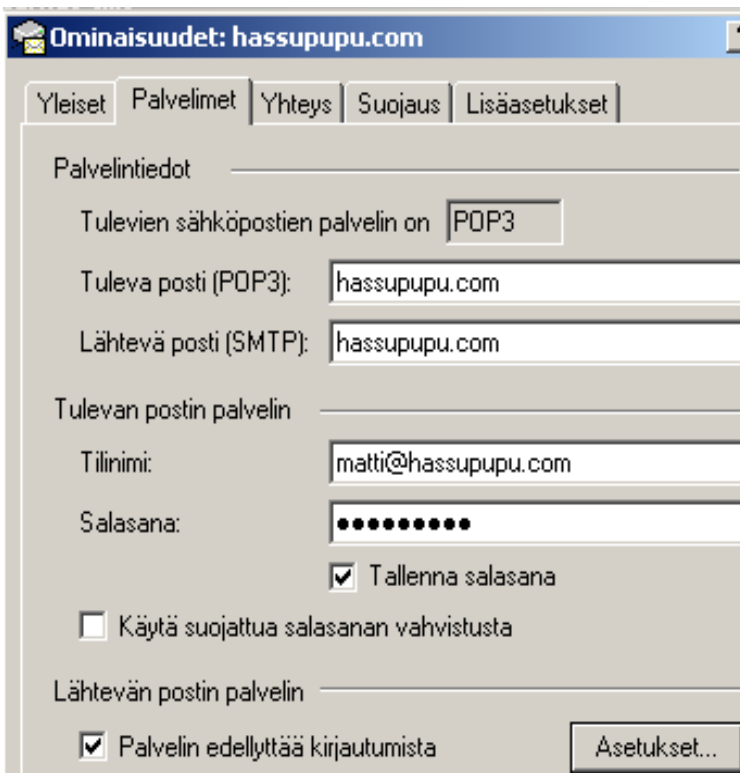 Ominaisuudet: hassupupu.com
Yleiset Palvelimet Yhteys Suojaus Lisäasetukset
Palvelintiedot
Tulevien sähköpostien palvelin on POP3
Tuleva posti (POP3): hassupupu.com
Lähtevä posti (SMTP): hassupupu.com
Tulevan postin palvelin
Tilinimi: matti@hassupupu.com
Salasana: ●●●●●●●●●
Tallenna salasana
Käytä suojattua salasanan vahvistusta
Lähtevän postin palvelin
Palvelin edellyttää kirjautumista Asetukset...